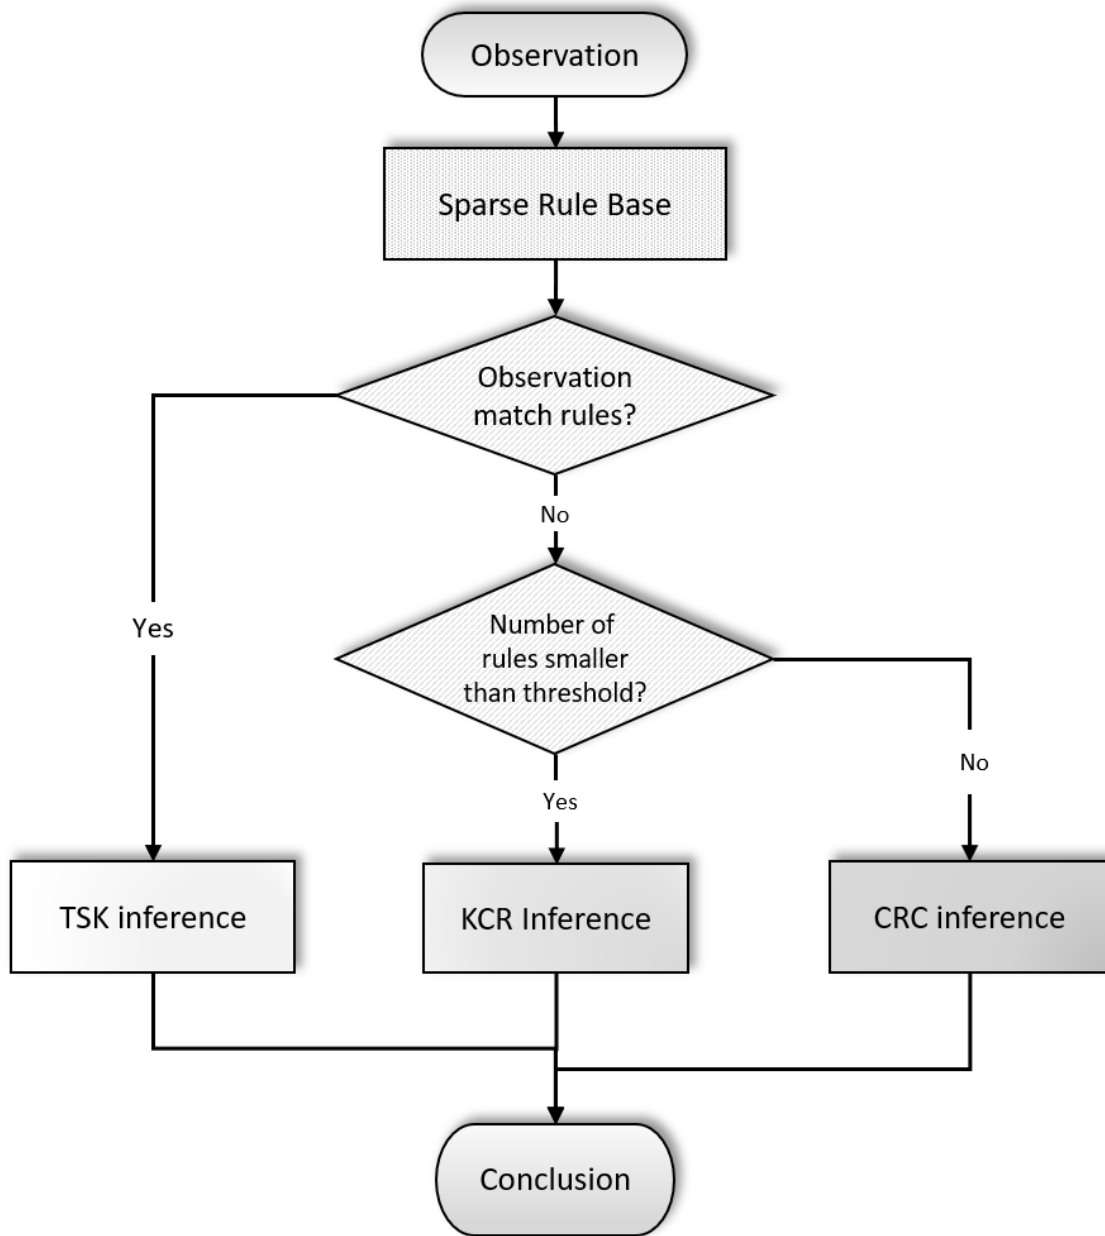 Observation
Sparse Rule Base
Observation
match rules?
No
Yes
Number of
rules smaller
than threshold?
No
Yes
TSK inference
KCR Inference
CRC inference
Conclusion